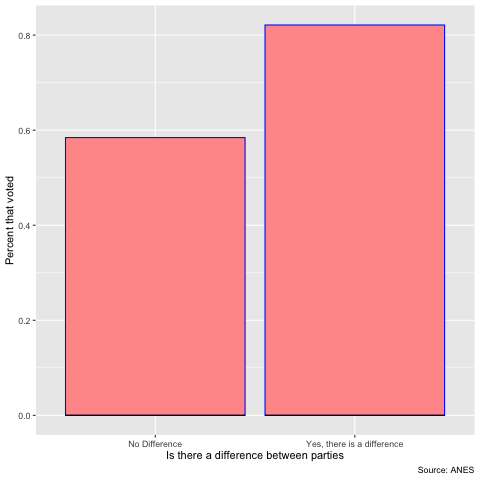 0.8
0.6
0.4
0.2
0.0
Percent that voted
No Difference
Yes, there is a difference
Is there a difference between parties
Source: ANES